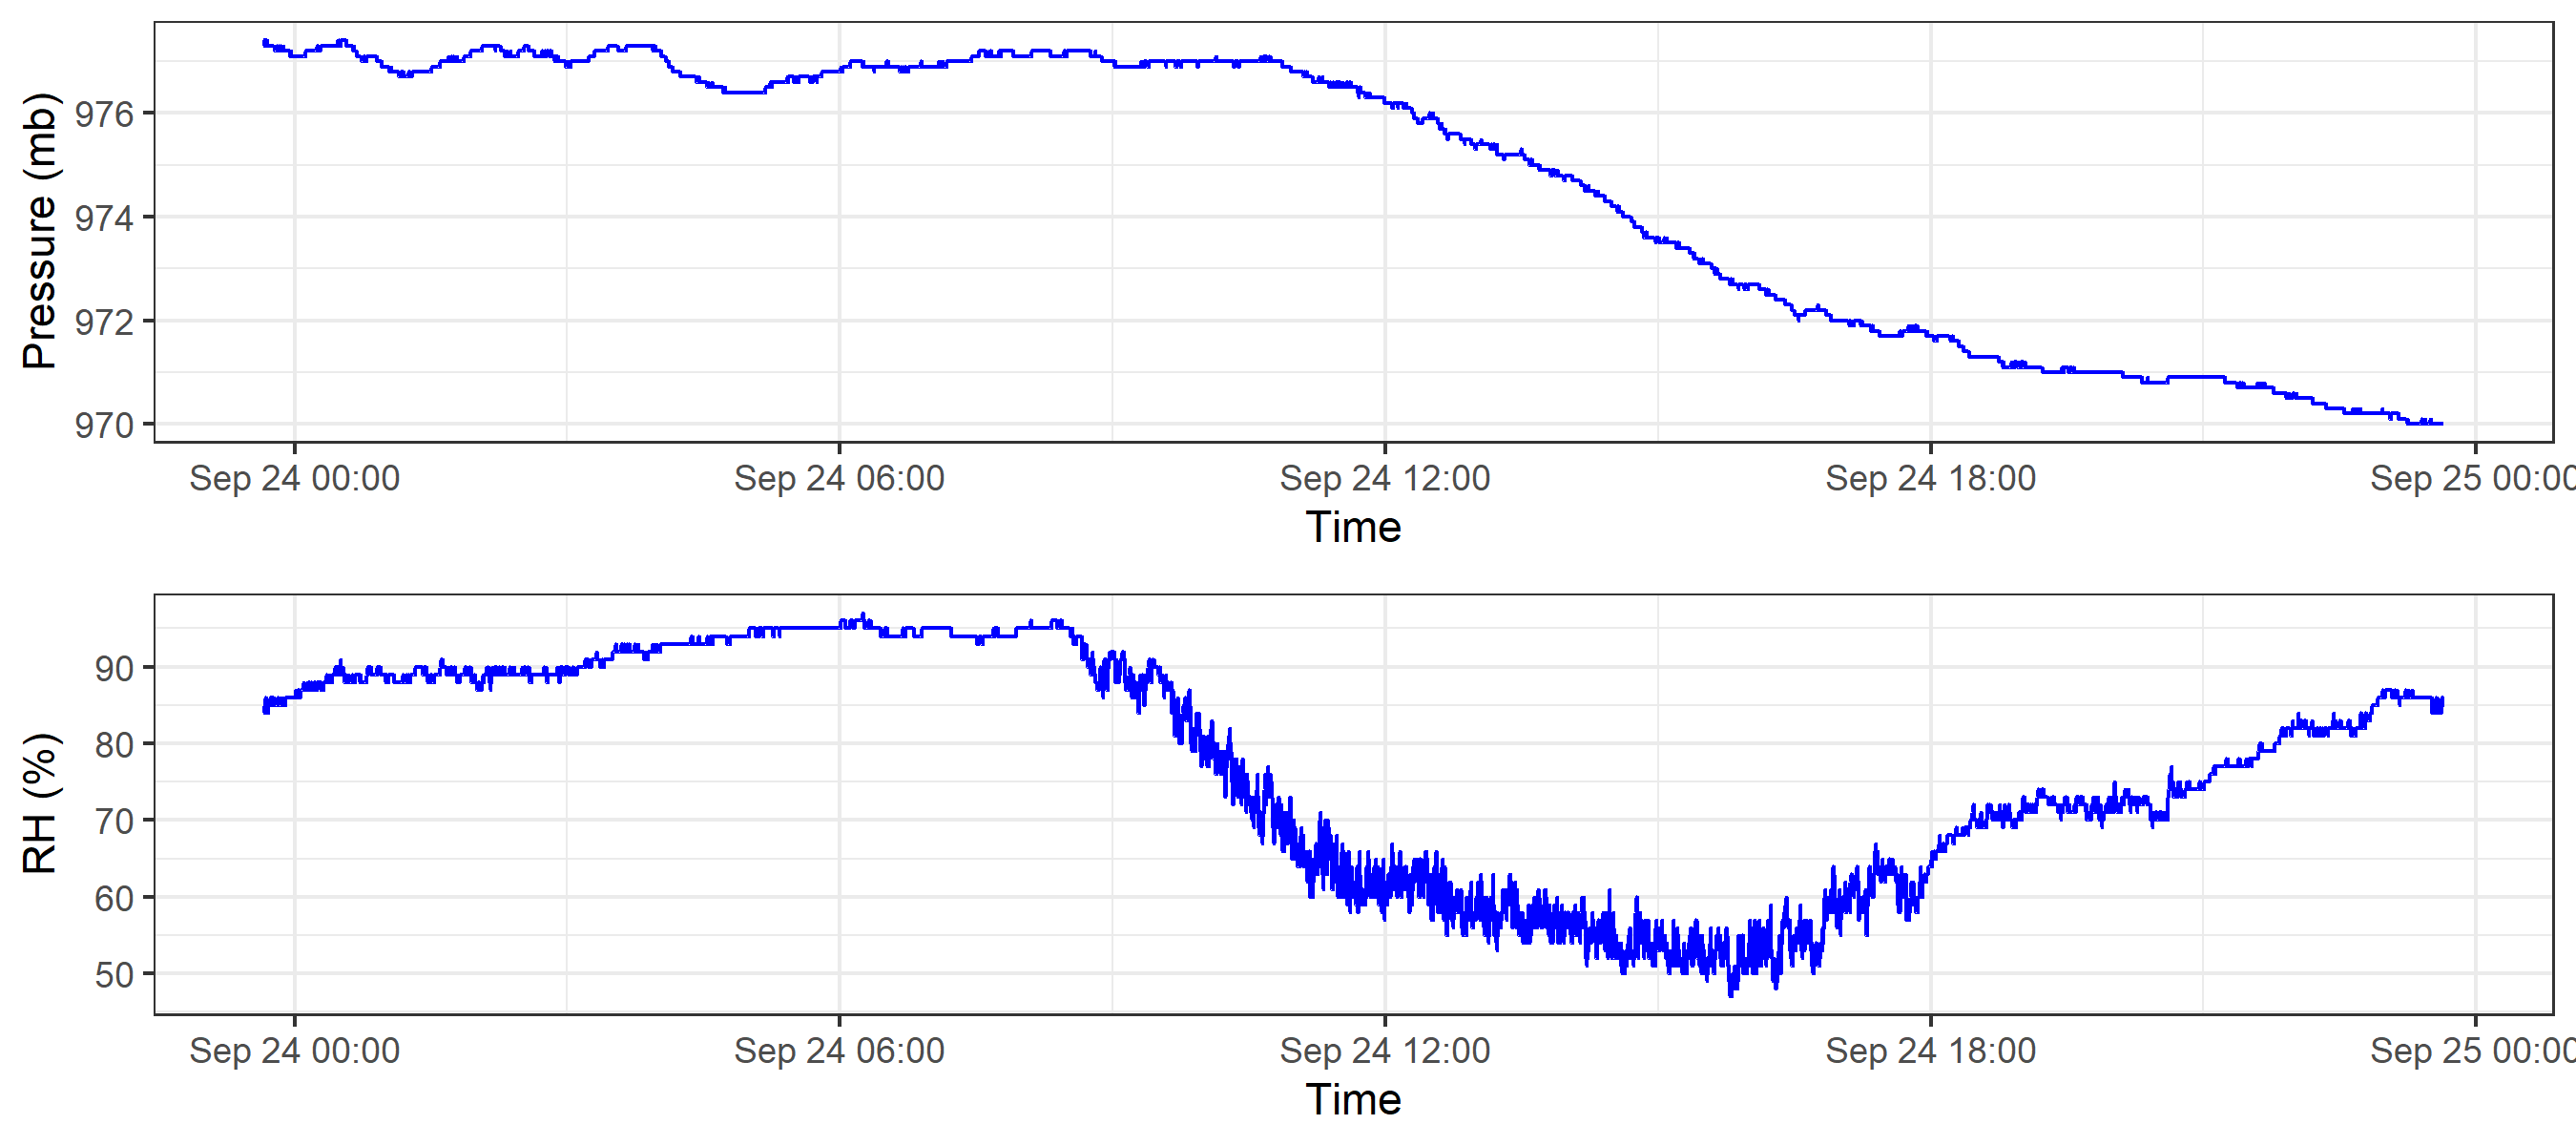 Pressure (mb)
976
974
972
970
Sep 24 00:00
Sep 24 06:00
Sep 24 12:00
Sep 24 18:00
Sep 25 00:00
Time
RH (%)
90
80
70
60
50
Sep 24 00:00
Sep 24 06:00
Sep 24 12:00
Sep 24 18:00
Sep 25 00:00
Time